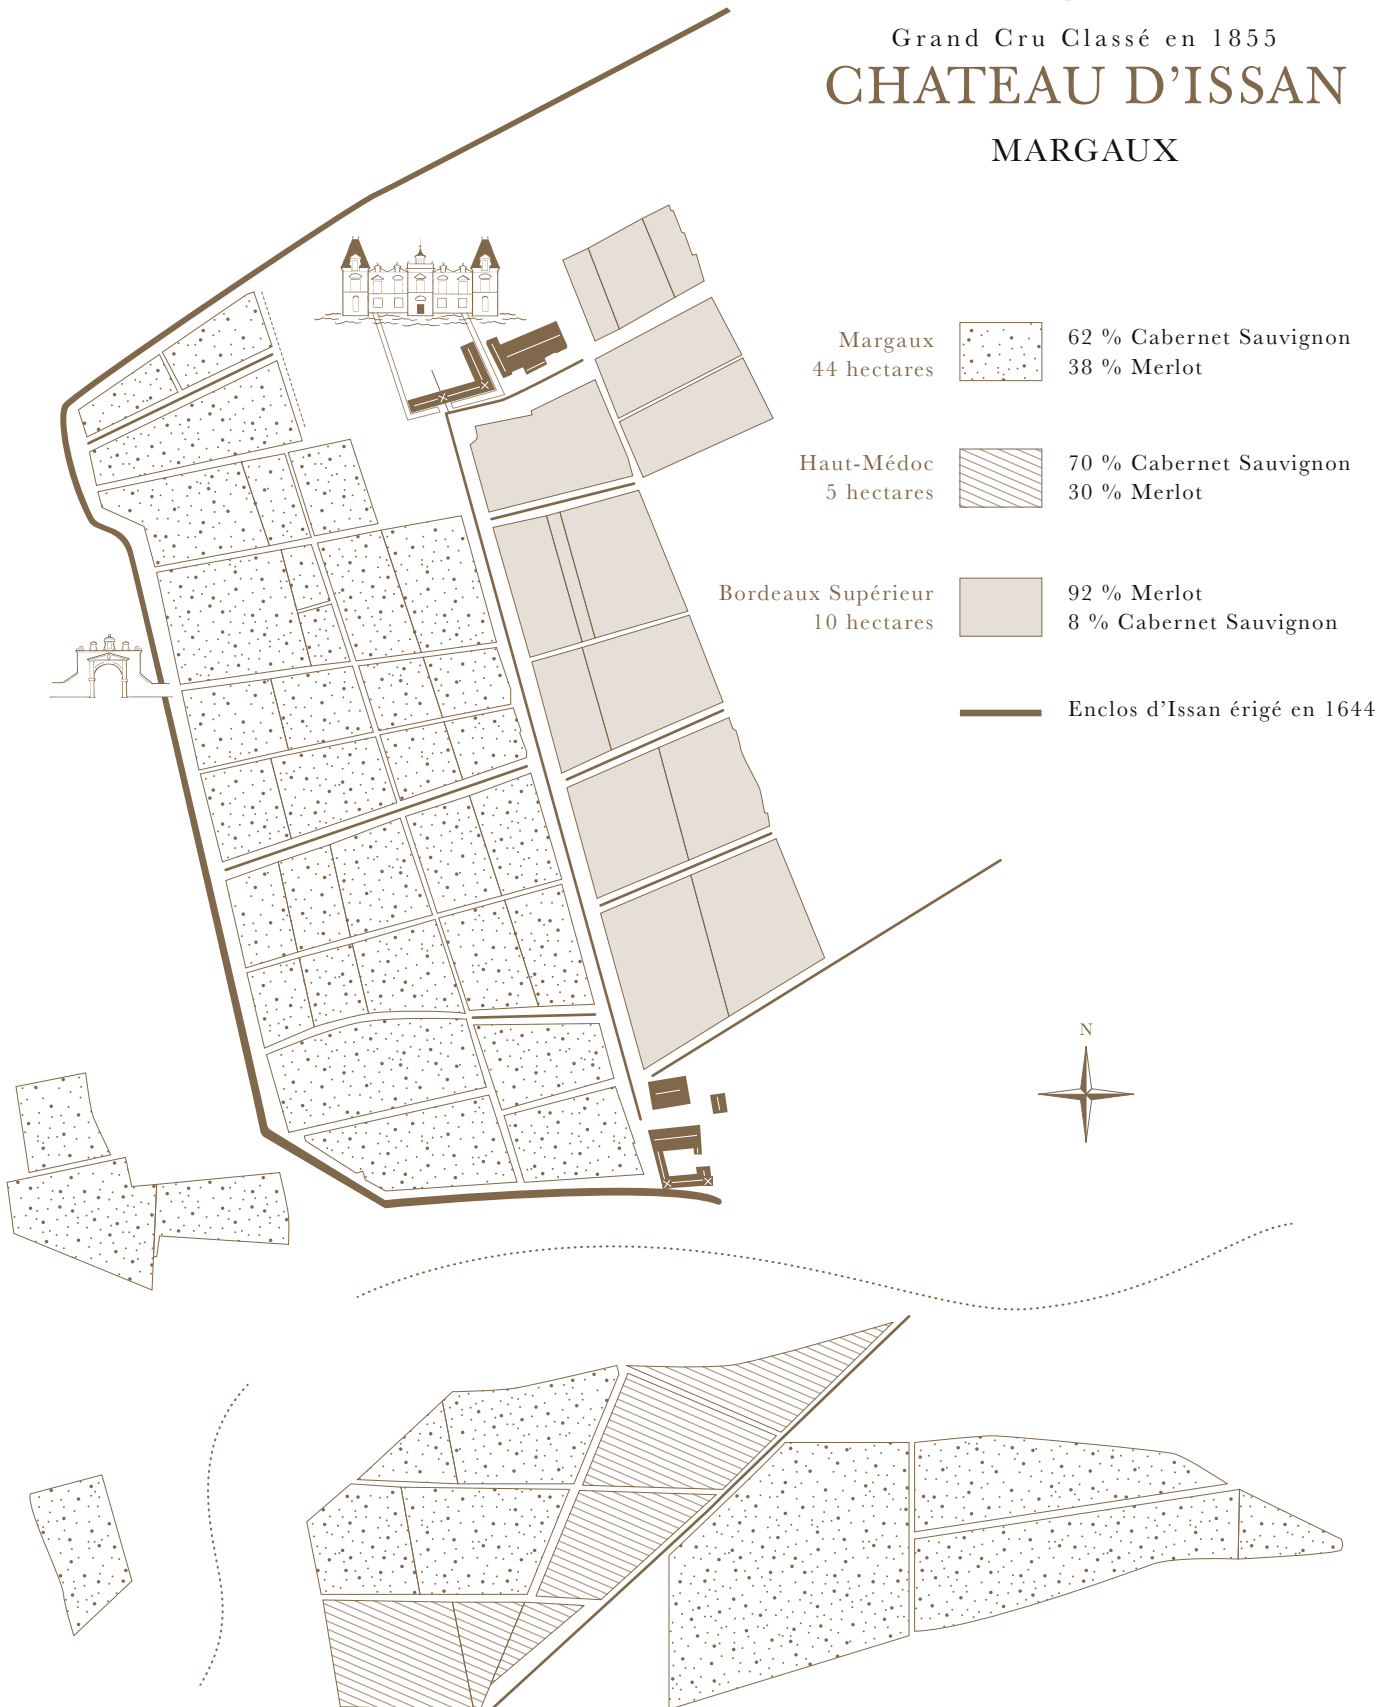 Grand Cru Classé en 1855
CHATEAU D'ISSAN
MARGAUX
Margaux
44 hectares
62 % Cabernet Sauvignon
38 % Merlot
Haut-Médoc
5 hectares
70 % Cabernet Sauvignon
30 % Merlot
Bordeaux Supérieur
10 hectares
92 % Merlot
8 % Cabernet Sauvignon
Enclos d’Issan érigé en 1644
N